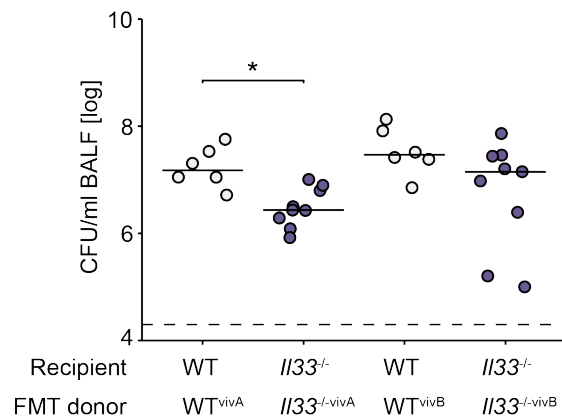 10
*
8
CFU/ml BALF [log]
6
4
Recipient WT Il33-/- WT Il33-/-
FMT donor WTvivA Il33-/-vivA WTvivB Il33-/-vivB